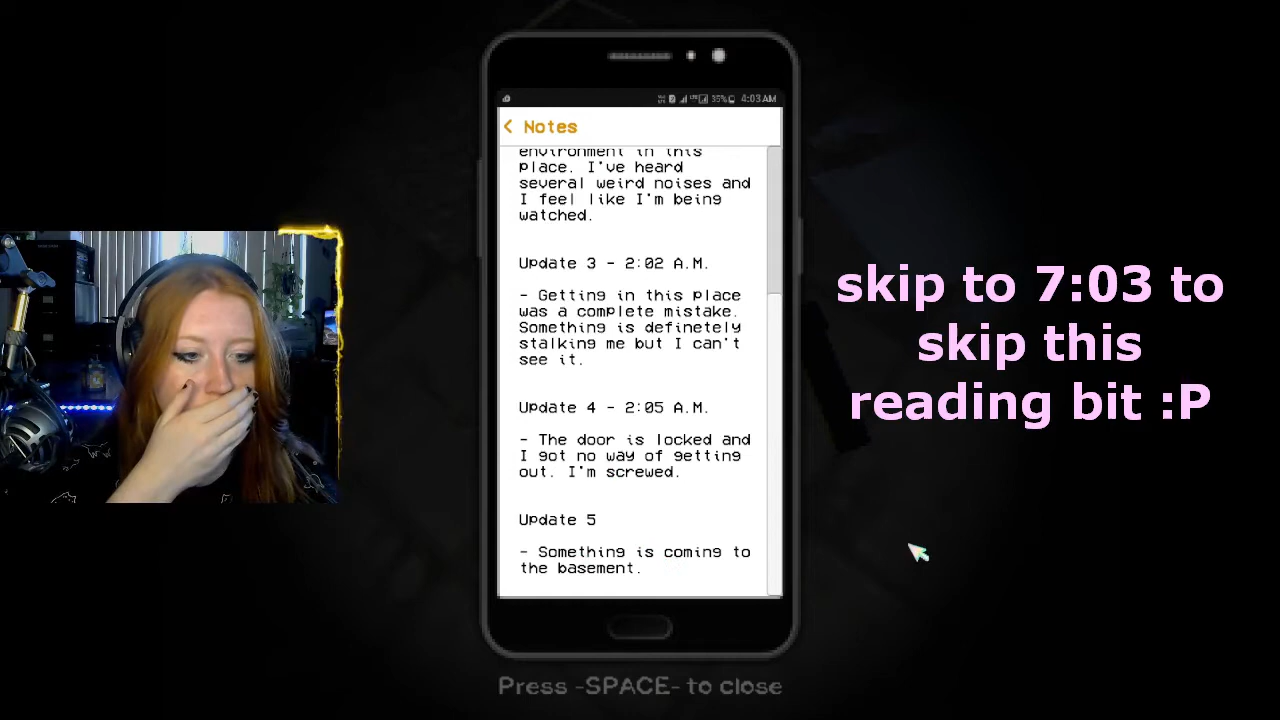 35% 4:03 AM
< Notes
environment in this
place. I've heard
several weird noises and
I feel like I'm being
watched.
Update 3 - 2:02 A.M.
- Getting in this place
was a complete mistake.
Something is definetely
stalking me but I can't
see it.
Update 4 - 2:05 A.M.
- The door is locked and
I got no way of getting
out. I'm screwed.
Update 5
- Something is coming to
the basement.
Press -SPACE- to close
skip to 7:03 to
skip this
reading bit :P